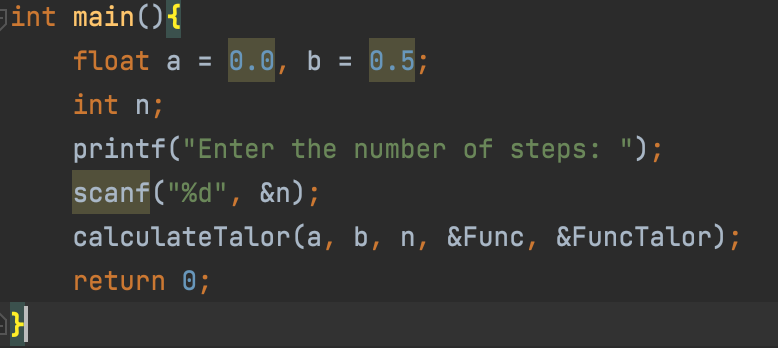 int main(){
    float a = 0.0, b = 0.5;
    int n;
    printf("Enter the number of steps: ");
    scanf("%d", &n);
    calculateTalor(a, b, n, &Func, &FuncTalor);
    return 0;
}